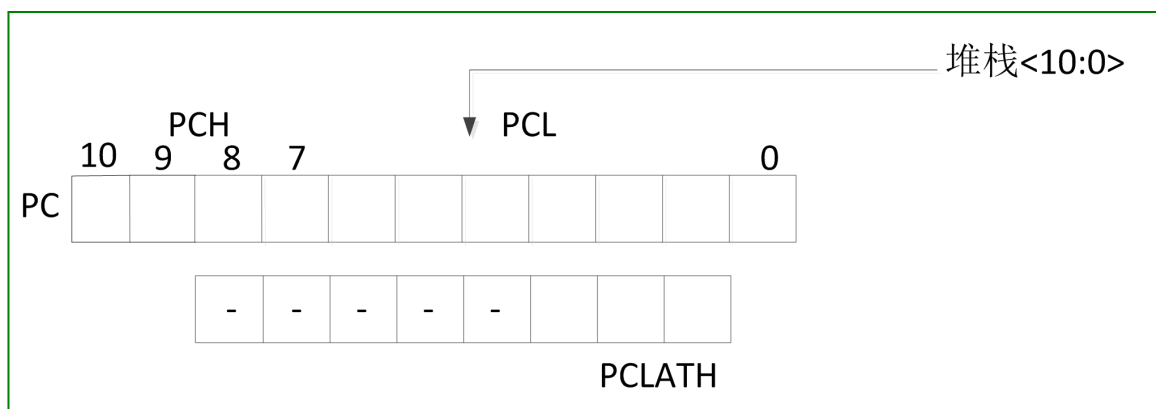 堆栈<10:0>
PCH PCL
10 9 8 7 0
PC
- - - - -
PCLATH